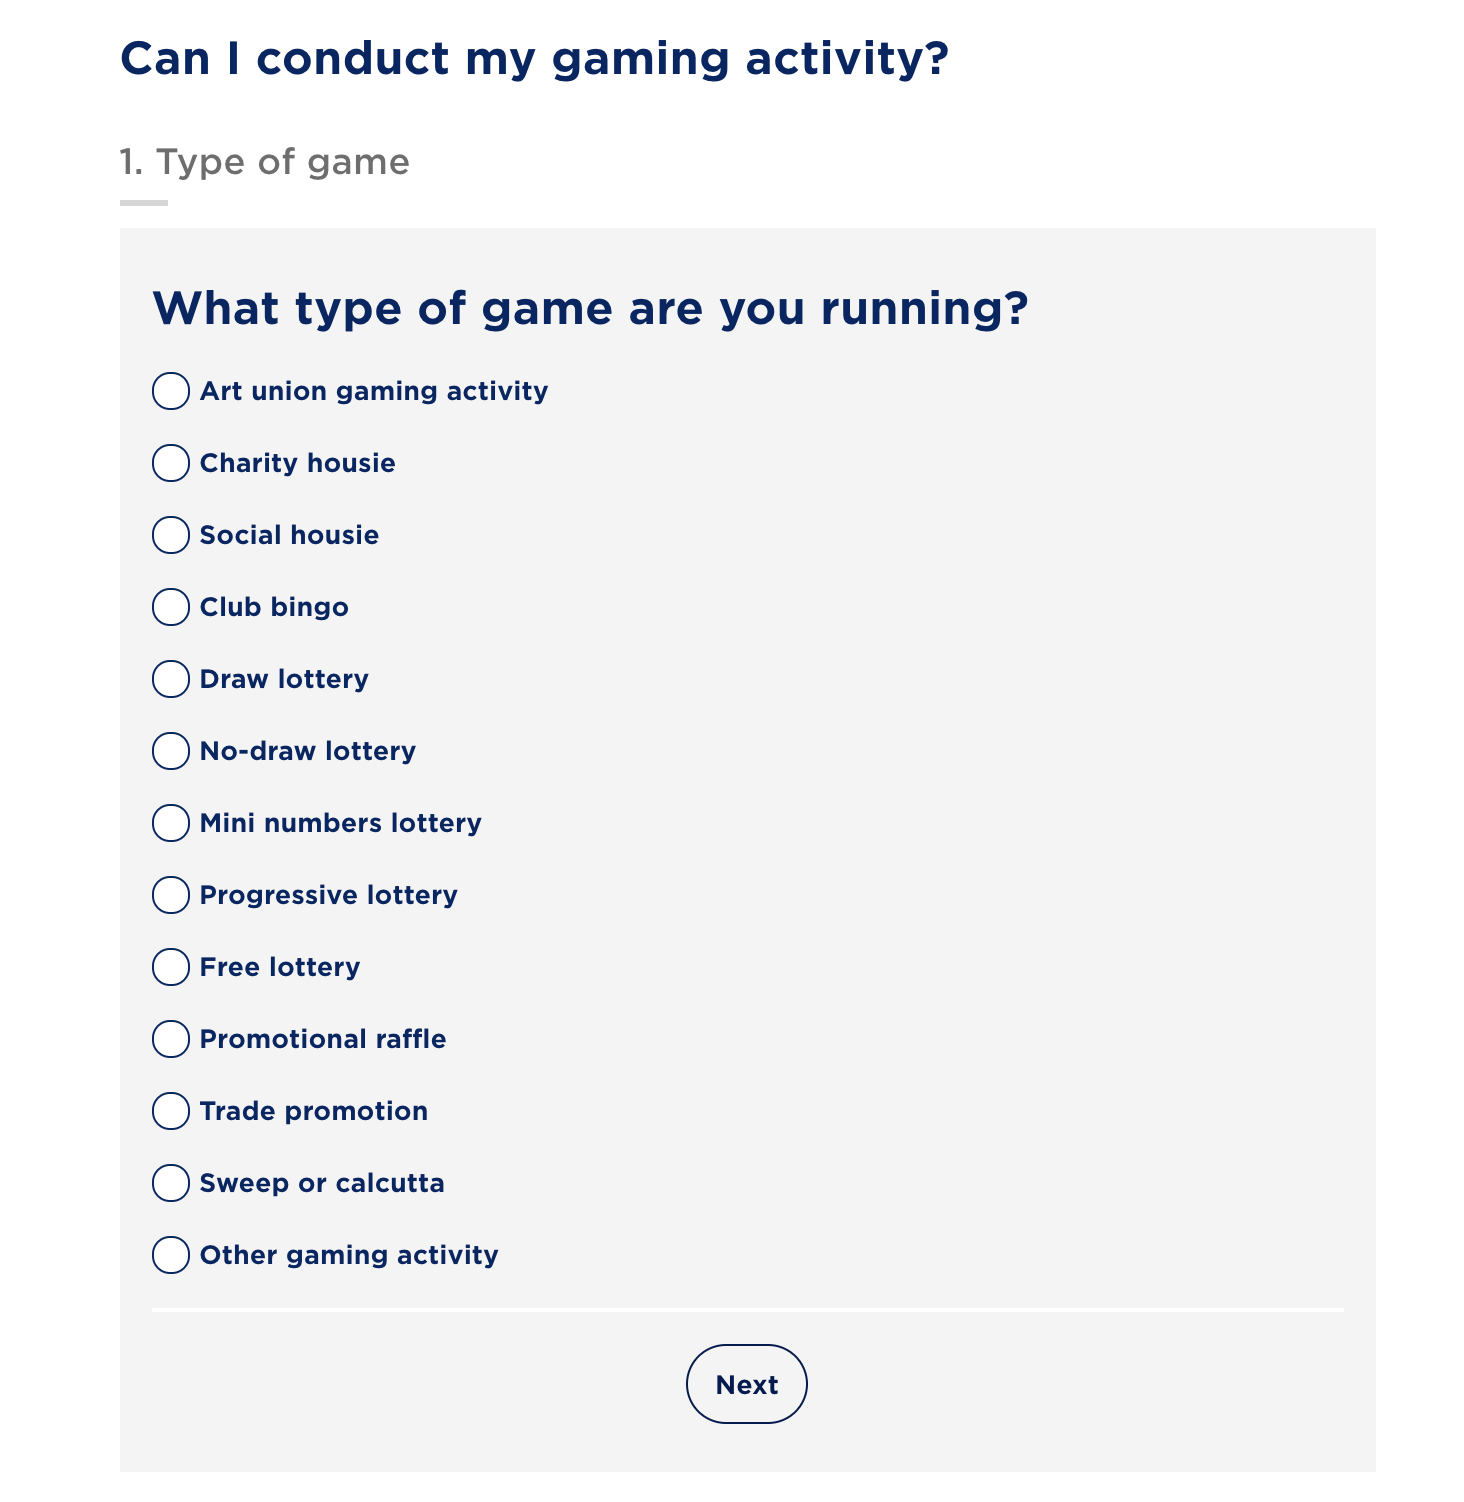 Can I conduct my gaming activity?
1. Type of game
What type of game are you running?
Art union gaming activity
Charity housie
Social housie
Club bingo
Draw lottery
No-draw lottery
Mini numbers lottery
Progressive lottery
Free lottery
Promotional raffle
Trade promotion
Sweep or calcutta
Other gaming activity
Next